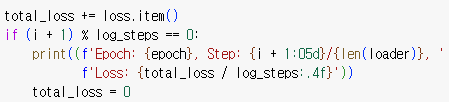 total_loss += loss.item()
if (i + 1) % log_steps == 0:
    print((f'Epoch: {epoch}, Step: {i + 1:05d}/{len(loader)}, '
           f'Loss: {total_loss / log_steps:.4f}'))
    total_loss = 0